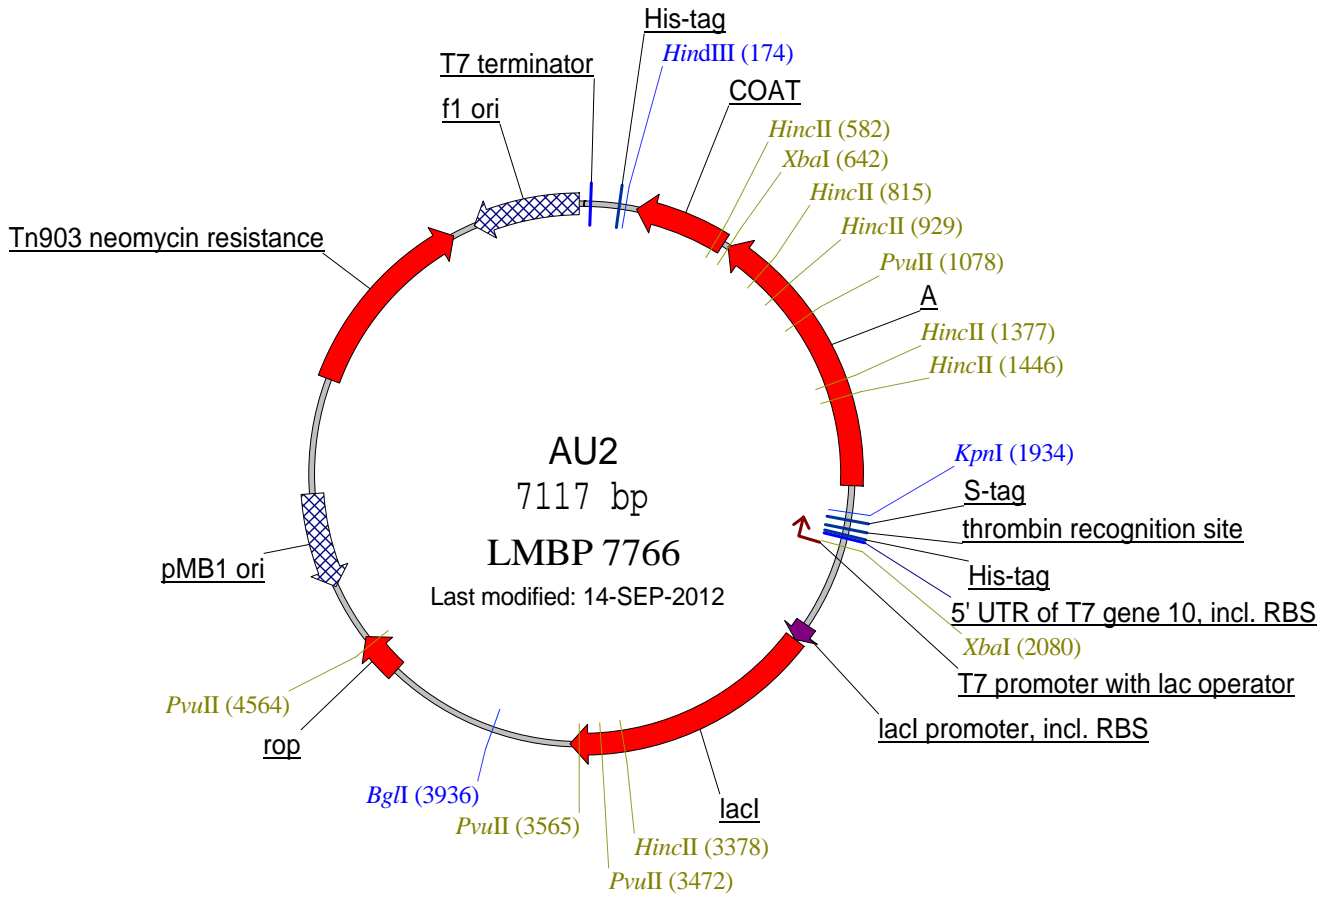 His-tag
HindIII (174)
T7 terminator
COAT
f1 ori
HincII (582)
XbaI (642)
HincII (815)
Tn903 neomycin resistance
HincII (929)
PvuII (1078)
A
HincII (1377)
HincII (1446)
AU2
7117 bp
LMBP 7766
Last modified: 14-SEP-2012
KpnI (1934)
S-tag
thrombin recognition site
His-tag
5' UTR of T7 gene 10, incl. RBS
XbaI (2080)
T7 promoter with lac operator
lacI promoter, incl. RBS
pMB1 ori
PvuII (4564)
rop
BglI (3936)
PvuII (3565)
lacI
HincII (3378)
PvuII (3472)